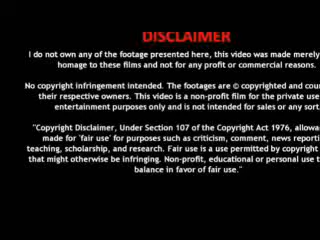 DISCLAIMER
I do not own any of the footage presented here, this video was made merely
homage to these films and not for any profit or commercial reasons.
No copyright infringement intended. The footages are © copyrighted and cour
their respective owners. This video is a non-profit film for the private use
entertainment purposes only and is not intended for sales or any sort
"Copyright Disclaimer, Under Section 107 of the Copyright Act 1976, allowa
made for 'fair use' for purposes such as criticism, comment, news reporti
teaching, scholarship, and research. Fair use is a use permitted by copyright
that might otherwise be infringing. Non-profit, educational or personal use t
balance in favor of fair use."